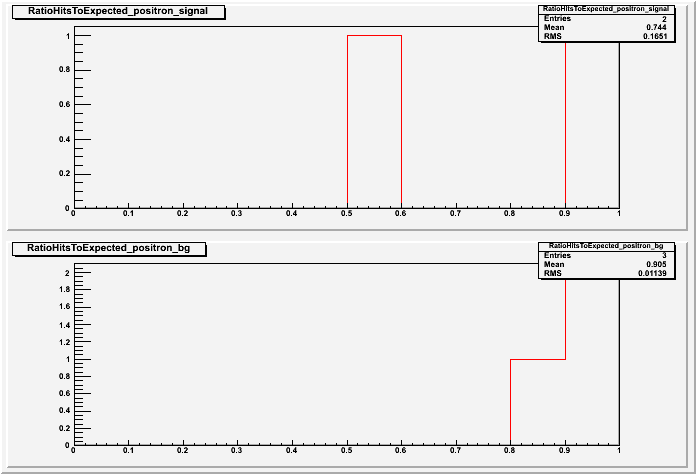 RatioHitsToExpected_positron_signal
RatioHitsToExpected_positron_signal
Entries 2
Mean 0.744
RMS 0.1651
1
0.8
0.6
0.4
0.2
0
0 0.1 0.2 0.3 0.4 0.5 0.6 0.7 0.8 0.9 1
RatioHitsToExpected_positron_bg
RatioHitsToExpected_positron_bg
Entries 3
Mean 0.905
RMS 0.01139
2
1.8
1.6
1.4
1.2
1
0.8
0.6
0.4
0.2
0
0 0.1 0.2 0.3 0.4 0.5 0.6 0.7 0.8 0.9 1